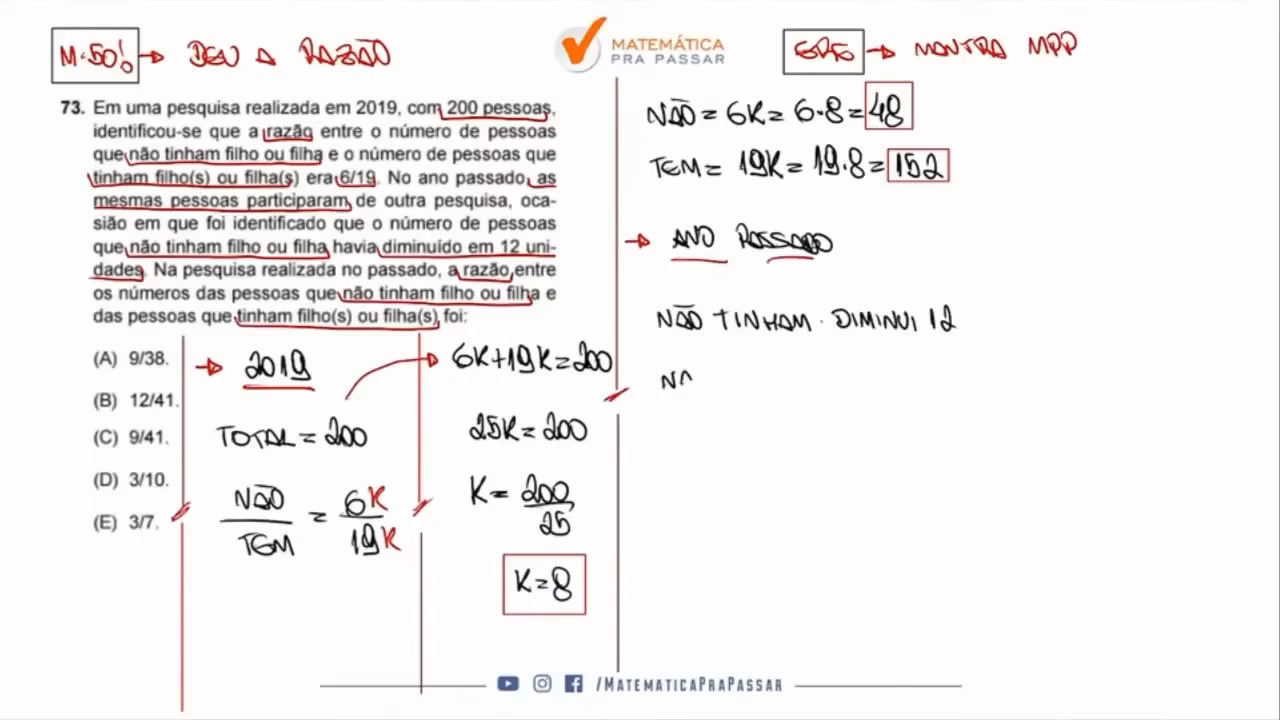 M·50! → DEU A RAZÃO
MATEMÁTICA
PRA PASSAR
→ MANTRA MPP
73. Em uma pesquisa realizada em 2019, com 200 pessoas,
identificou-se que a razão entre o número de pessoas
que não tinham filho ou filha e o número de pessoas que
tinham filho(s) ou filha(s) era 6/19. No ano passado, as
mesmas pessoas participaram de outra pesquisa, oca-
sião em que foi identificado que o número de pessoas
que não tinham filho ou filha havia diminuído em 12 uni-
dades. Na pesquisa realizada no passado, a razão entre
os números das pessoas que não tinham filho ou filha e
das pessoas que tinham filho(s) ou filha(s), foi:
(A) 9/38.
(B) 12/41.
(C) 9/41.
(D) 3/10.
(E) 3/7.
→ 2019
TOTAL = 200
NÃO/TEM = 6K/19K
6K+19K=200
25K=200
K=200/25
K=8
NÃO = 6K = 6·8 = 48
TEM = 19K = 19·8 = 152
→ ANO PASSADO
NÃO TINHAM · DIMINUI 12
NA
/MATEMATICAPRAPASSAR